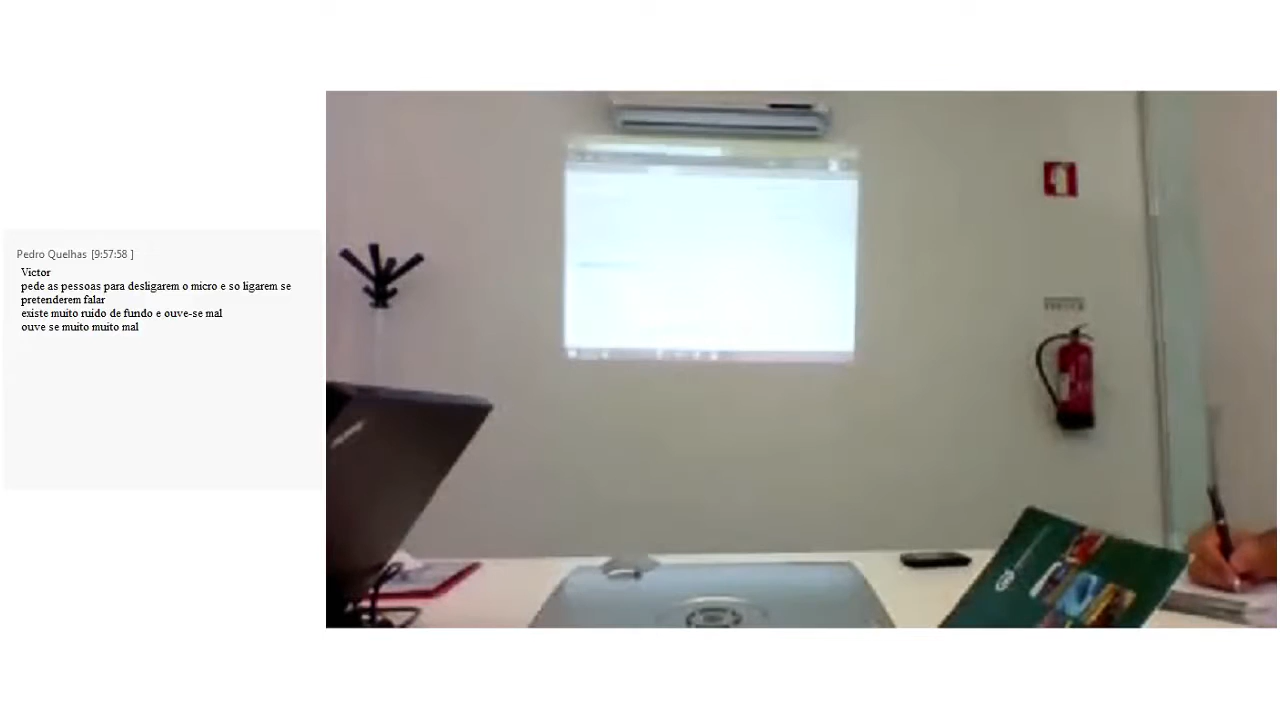 Pedro Quelhas [9:57:58 ]
Victor
pede as pessoas para desligarem o micro e so ligarem se
pretenderem falar
existe muito ruido de fundo e ouve-se mal
ouve se muito muito mal